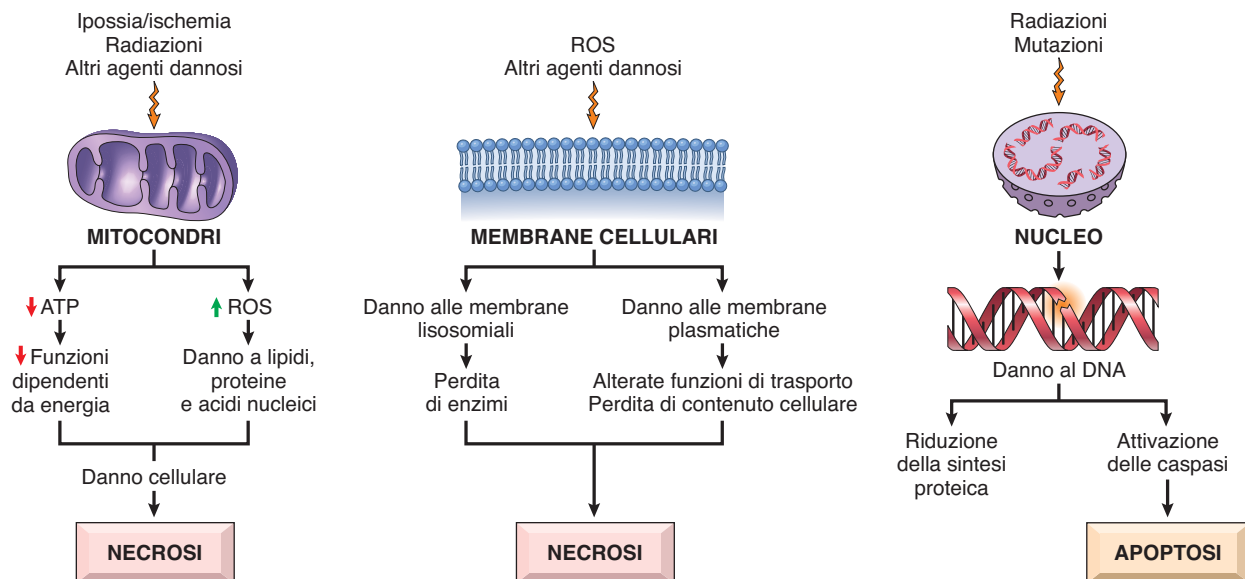 Ipossia/ischemia
Radiazioni
Altri agenti dannosi
MITOCONDRI
ATP
ROS
Funzioni
dipendenti
da energia
Danno a lipidi,
proteine
e acidi nucleici
Danno cellulare
NECROSI
ROS
Altri agenti dannosi
MEMBRANE CELLULARI
Danno alle membrane
lisosomiali
Danno alle membrane
plasmatiche
Perdita
di enzimi
Alterate funzioni di trasporto
Perdita di contenuto cellulare
NECROSI
Radiazioni
Mutazioni
NUCLEO
Danno al DNA
Riduzione
della sintesi
proteica
Attivazione
delle caspasi
APOPTOSI